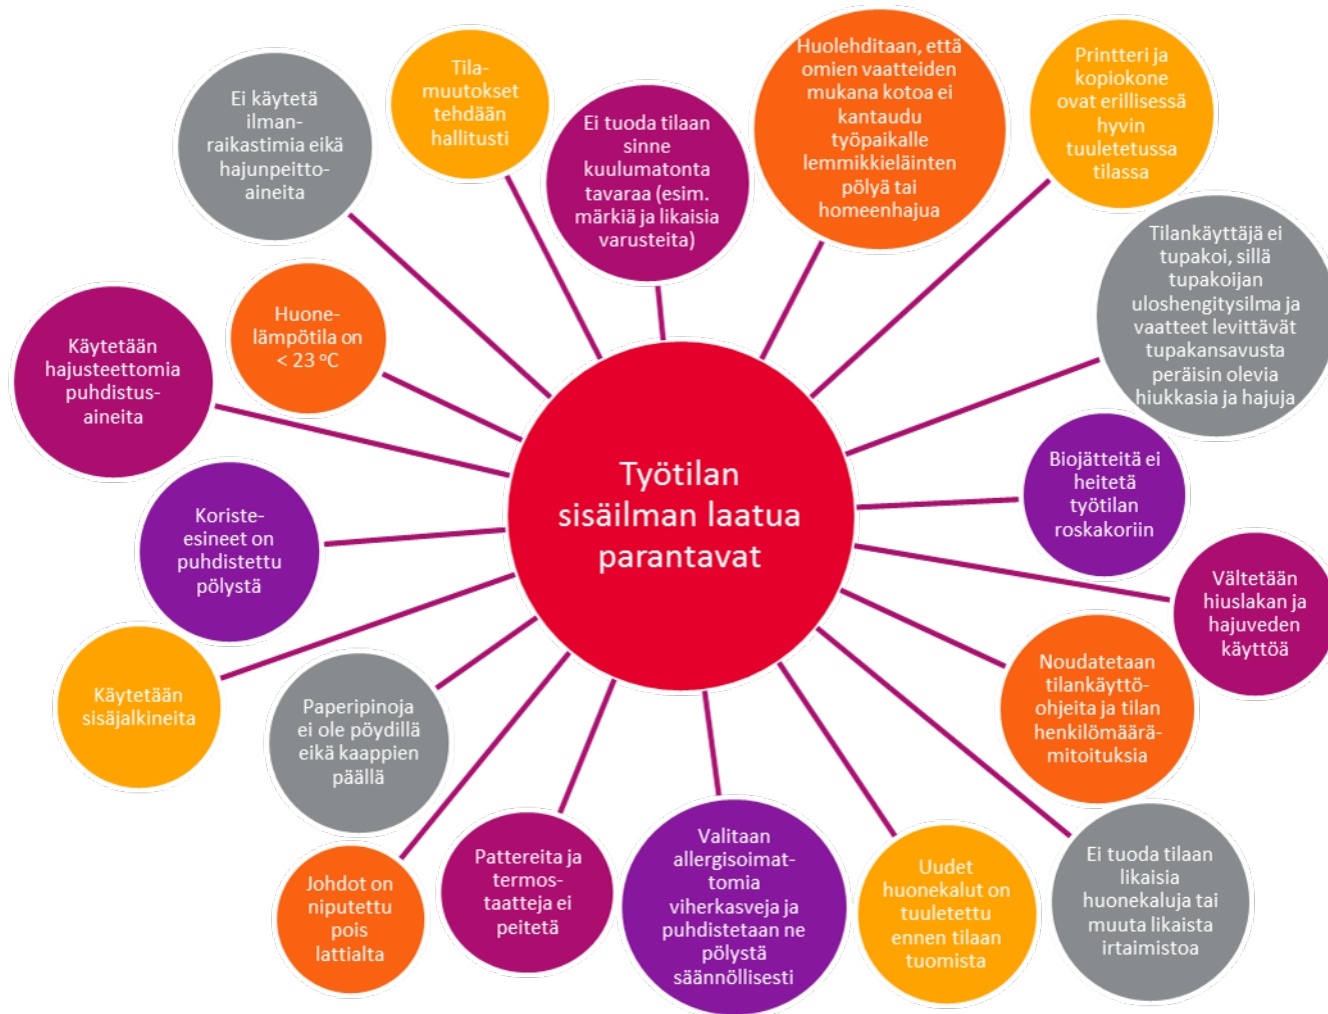 Työtilan
sisäilman laatua
parantavat
Ei tuoda tilaan
sinne
kuulumatonta
tavaraa (esim.
märkiä ja likaisia
varusteita)
Huolehditaan, että
omien vaatteiden
mukana kotoa ei
kantaudu
työpaikalle
lemmikkieläinten
pölyä tai
homeenhajua
Printteri ja
kopiokone
ovat erillisessä
hyvin
tuuletetussa
tilassa
Tilankäyttäjä ei
tupakoi, sillä
tupakoijan
uloshengitysilma ja
vaatteet levittävät
tupakansavusta
peräisin olevia
hiukkasia ja hajuja
Biojätteitä ei
heitetä
työtilan
roskakoriin
Vältetään
hiuslakan ja
hajuveden
käyttöä
Noudatetaan
tilankäyttö-
ohjeita ja tilan
henkilömäärä-
mitoituksia
Ei tuoda tilaan
likaisia
huonekaluja tai
muuta likaista
irtaimistoa
Uudet
huonekalut on
tuuletettu
ennen tilaan
tuomista
Valitaan
allergisoimat-
tomia
viherkasveja ja
puhdistetaan ne
pölystä
säännöllisesti
Pattereita ja
termos-
taatteja ei
peitetä
Johdot on
niputettu
pois
lattialta
Paperipinoja
ei ole pöydillä
eikä kaappien
päällä
Käytetään
sisäjalkineita
Koriste-
esineet on
puhdistettu
pölystä
Käytetään
hajusteettomia
puhdistus-
aineita
Huone-
lämpötila on
< 23 ºC
Ei käytetä
ilman-
raikastimia eikä
hajunpeitto-
aineita
Tila-
muutokset
tehdään
hallitusti